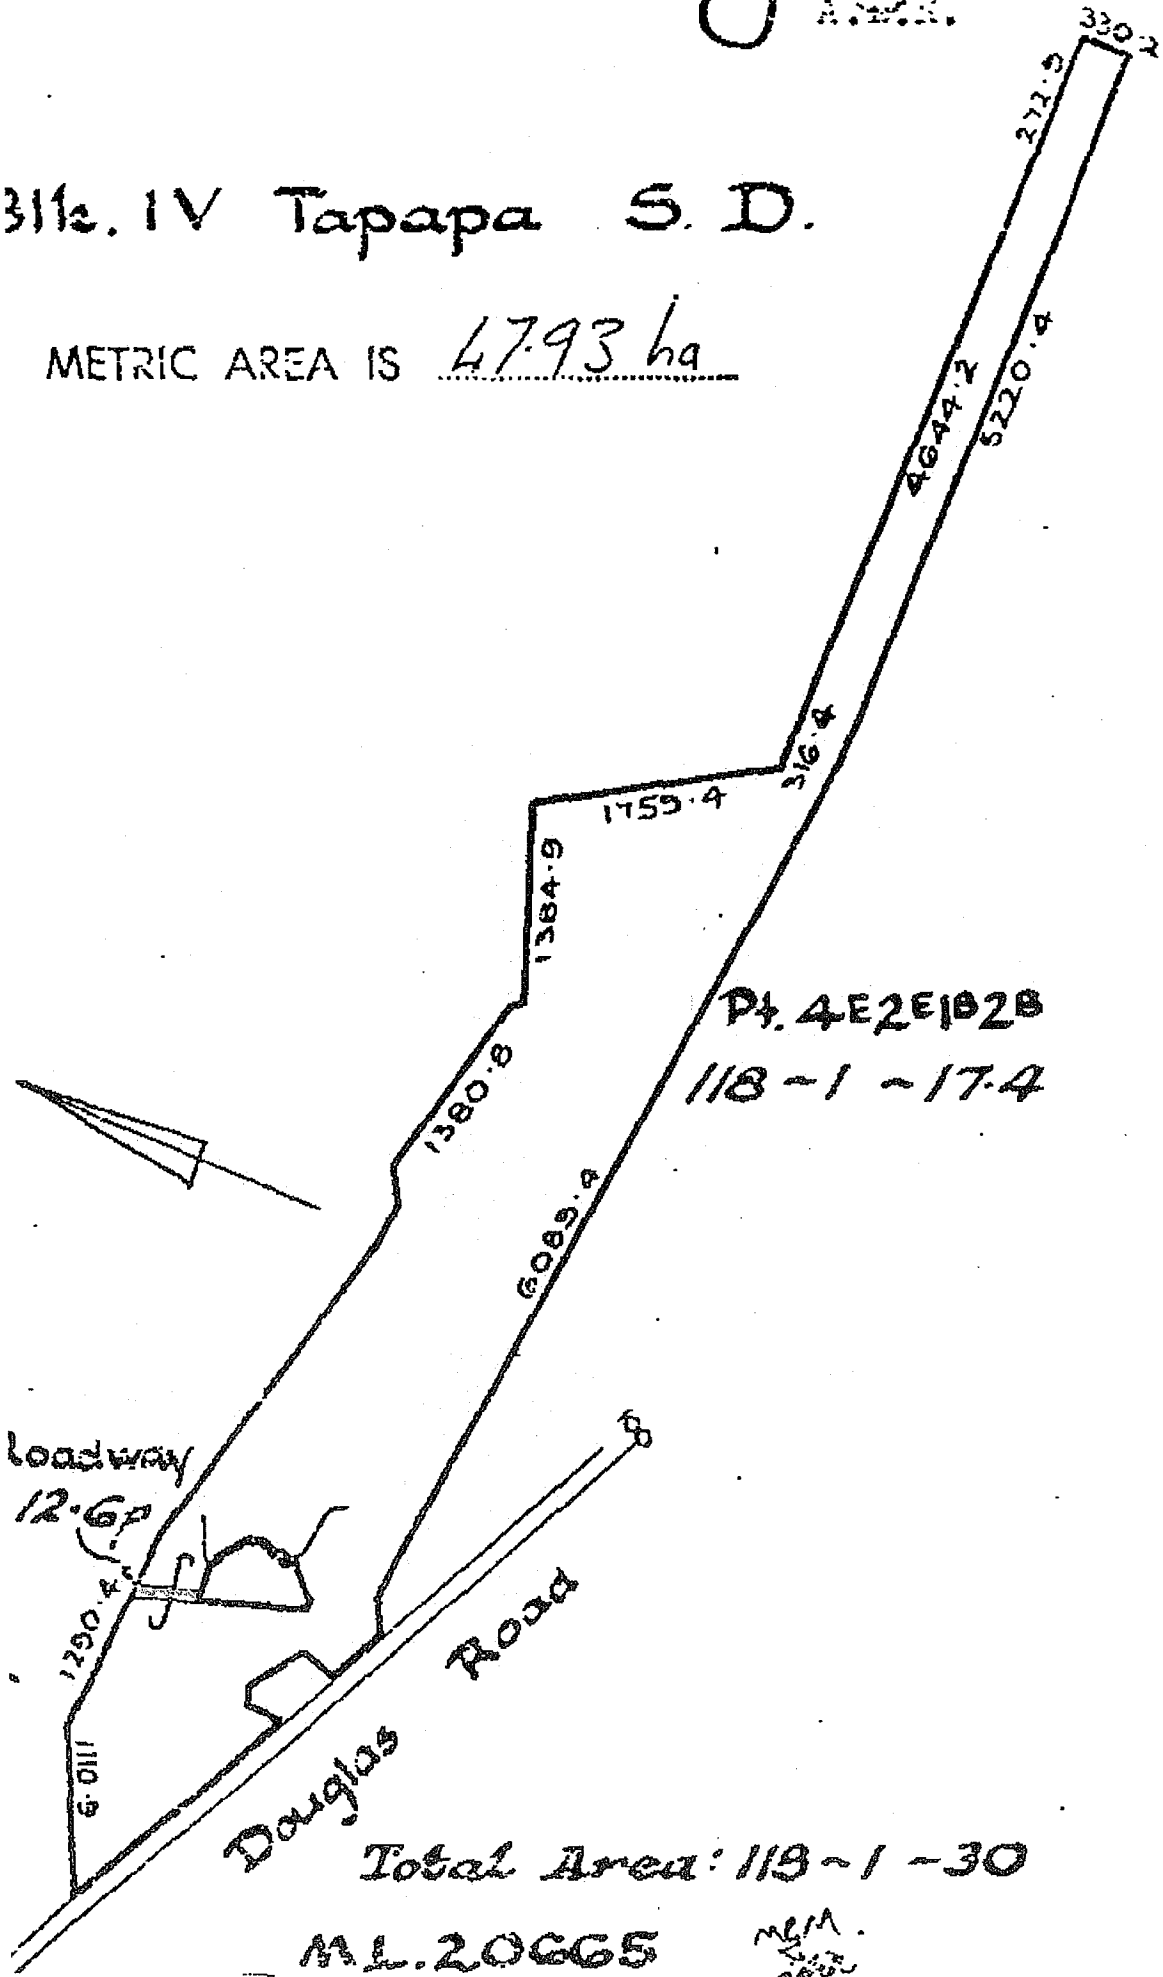 330.2
272.9
Blk. IV Tapapa S. D.
METRIC AREA IS 47.93 ha
4644.2
5220.4
316.4
1759.4
1384.9
Pt. 4E2E1B2B
118 ~ 1 ~ 17.4
1380.8
6089.4
Roadway
12.6p
1290.4
1110.9
Douglas Road
Total Area: 118 ~ 1 ~ 30
ML. 20665